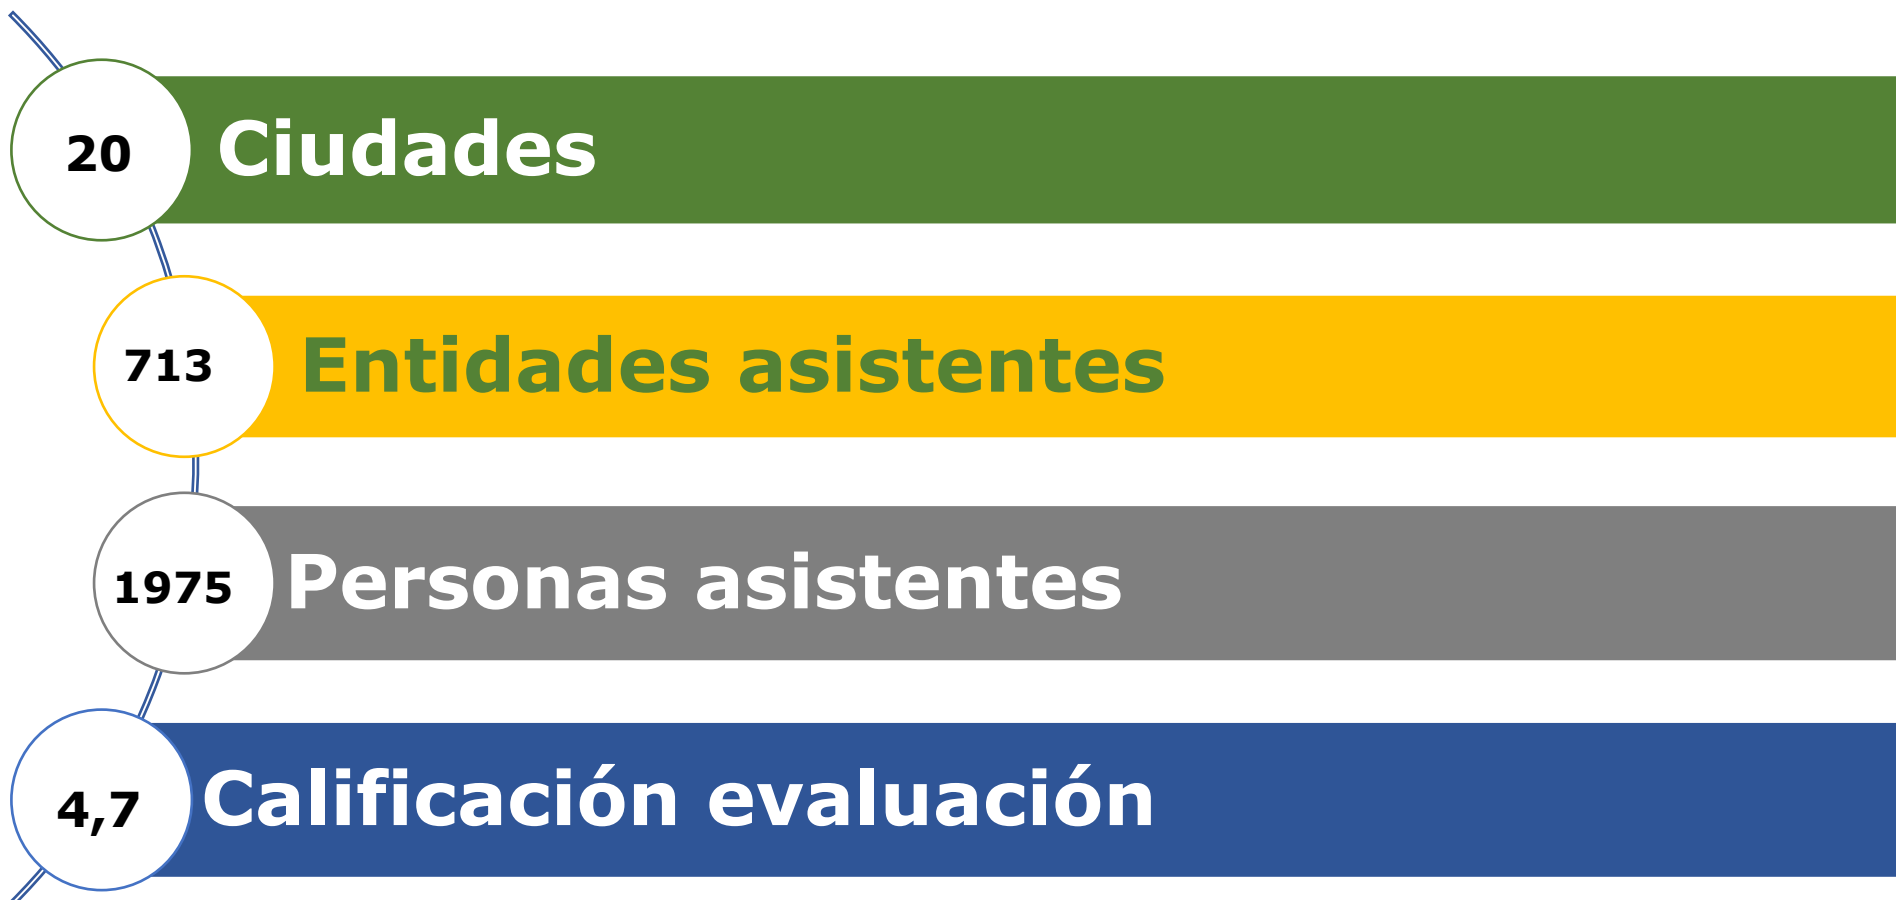 20 Ciudades
713 Entidades asistentes
1975 Personas asistentes
4,7 Calificación evaluación